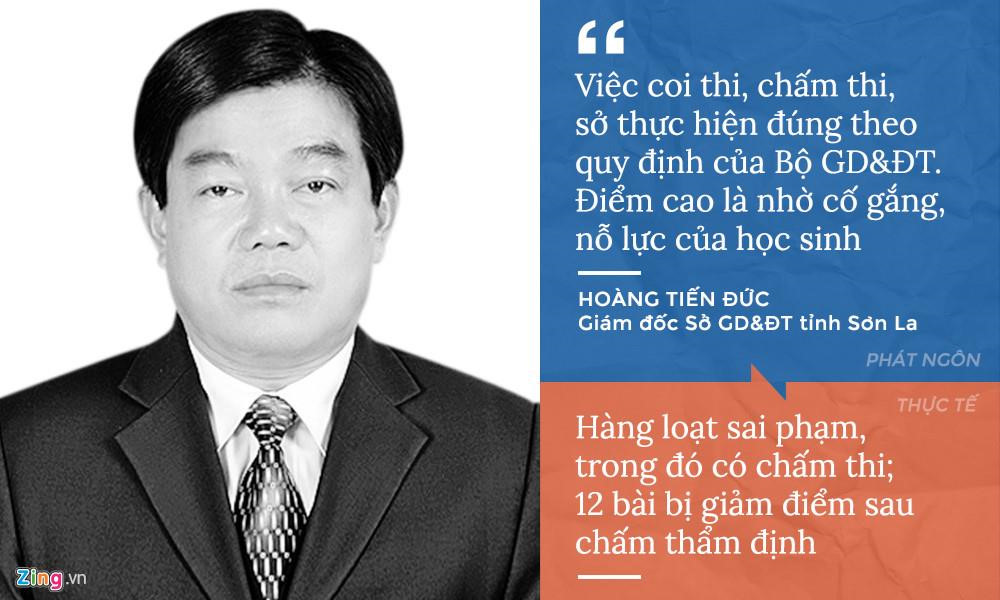 Việc coi thi, chấm thi,
sở thực hiện đúng theo
quy định của Bộ GD&ĐT.
Điểm cao là nhờ cố gắng,
nỗ lực của học sinh
HOÀNG TIẾN ĐỨC
Giám đốc Sở GD&ĐT tỉnh Sơn La
PHÁT NGÔN
THỰC TẾ
Hàng loạt sai phạm,
trong đó có chấm thi;
12 bài bị giảm điểm sau
chấm thẩm định
Zing.vn